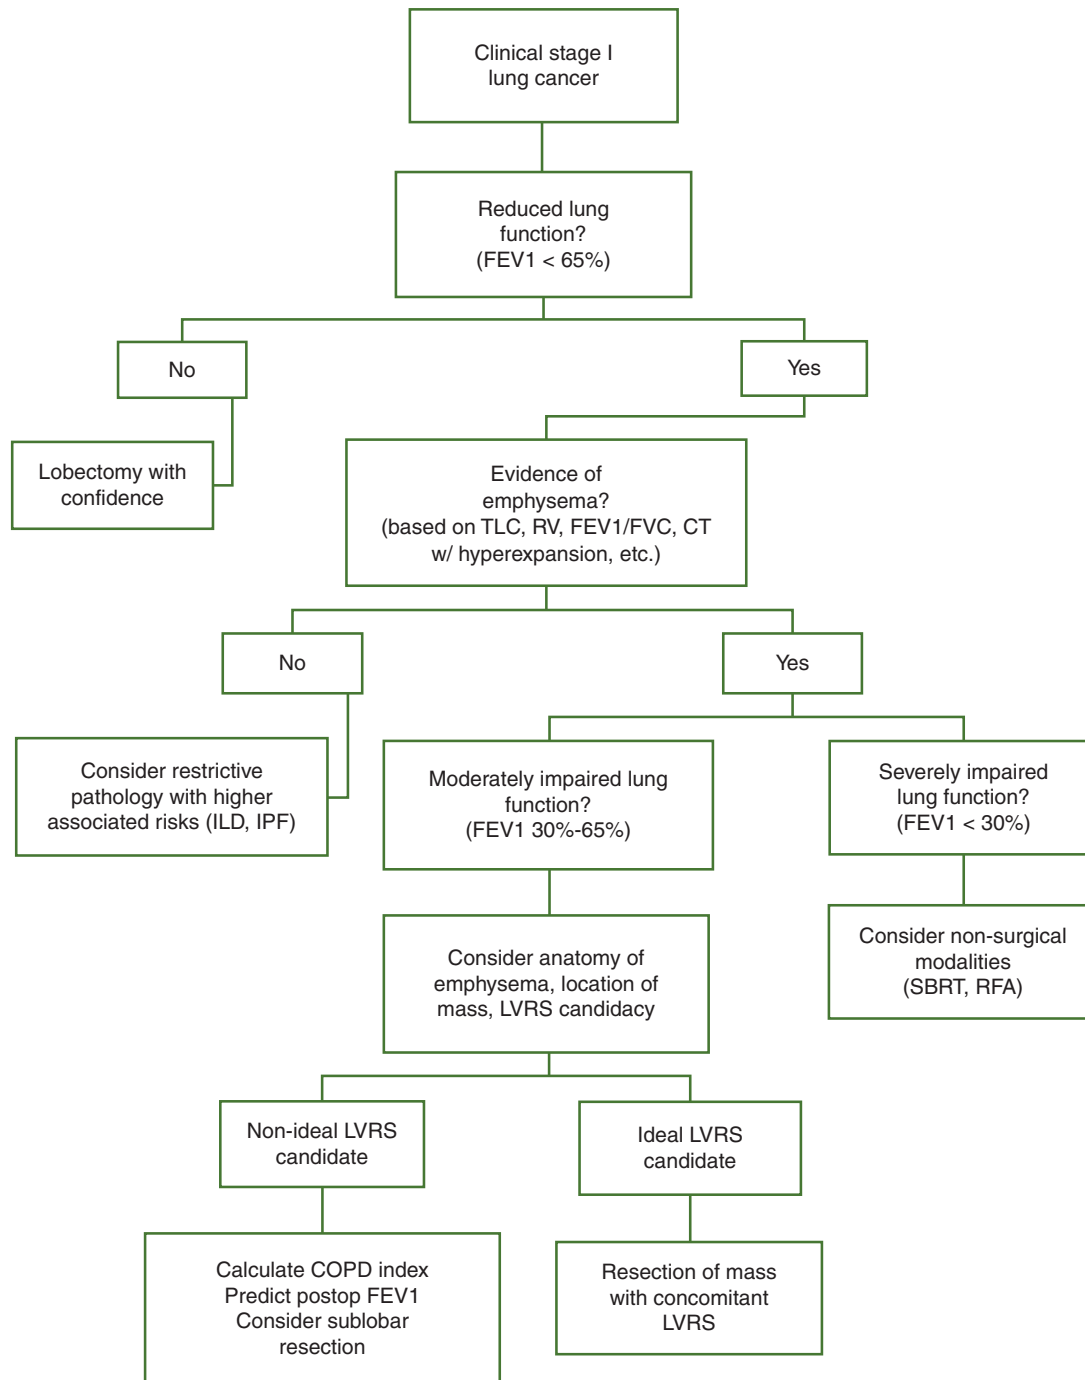 Clinical stage I
lung cancer
Reduced lung
function?
(FEV1 < 65%)
No
Yes
Lobectomy with
confidence
Evidence of
emphysema?
(based on TLC, RV, FEV1/FVC, CT
w/ hyperexpansion, etc.)
No
Yes
Consider restrictive
pathology with higher
associated risks (ILD, IPF)
Moderately impaired lung
function?
(FEV1 30%-65%)
Severely impaired
lung function?
(FEV1 < 30%)
Consider anatomy of
emphysema, location of
mass, LVRS candidacy
Consider non-surgical
modalities
(SBRT, RFA)
Non-ideal LVRS
candidate
Ideal LVRS
candidate
Calculate COPD index
Predict postop FEV1
Consider sublobar
resection
Resection of mass
with concomitant
LVRS